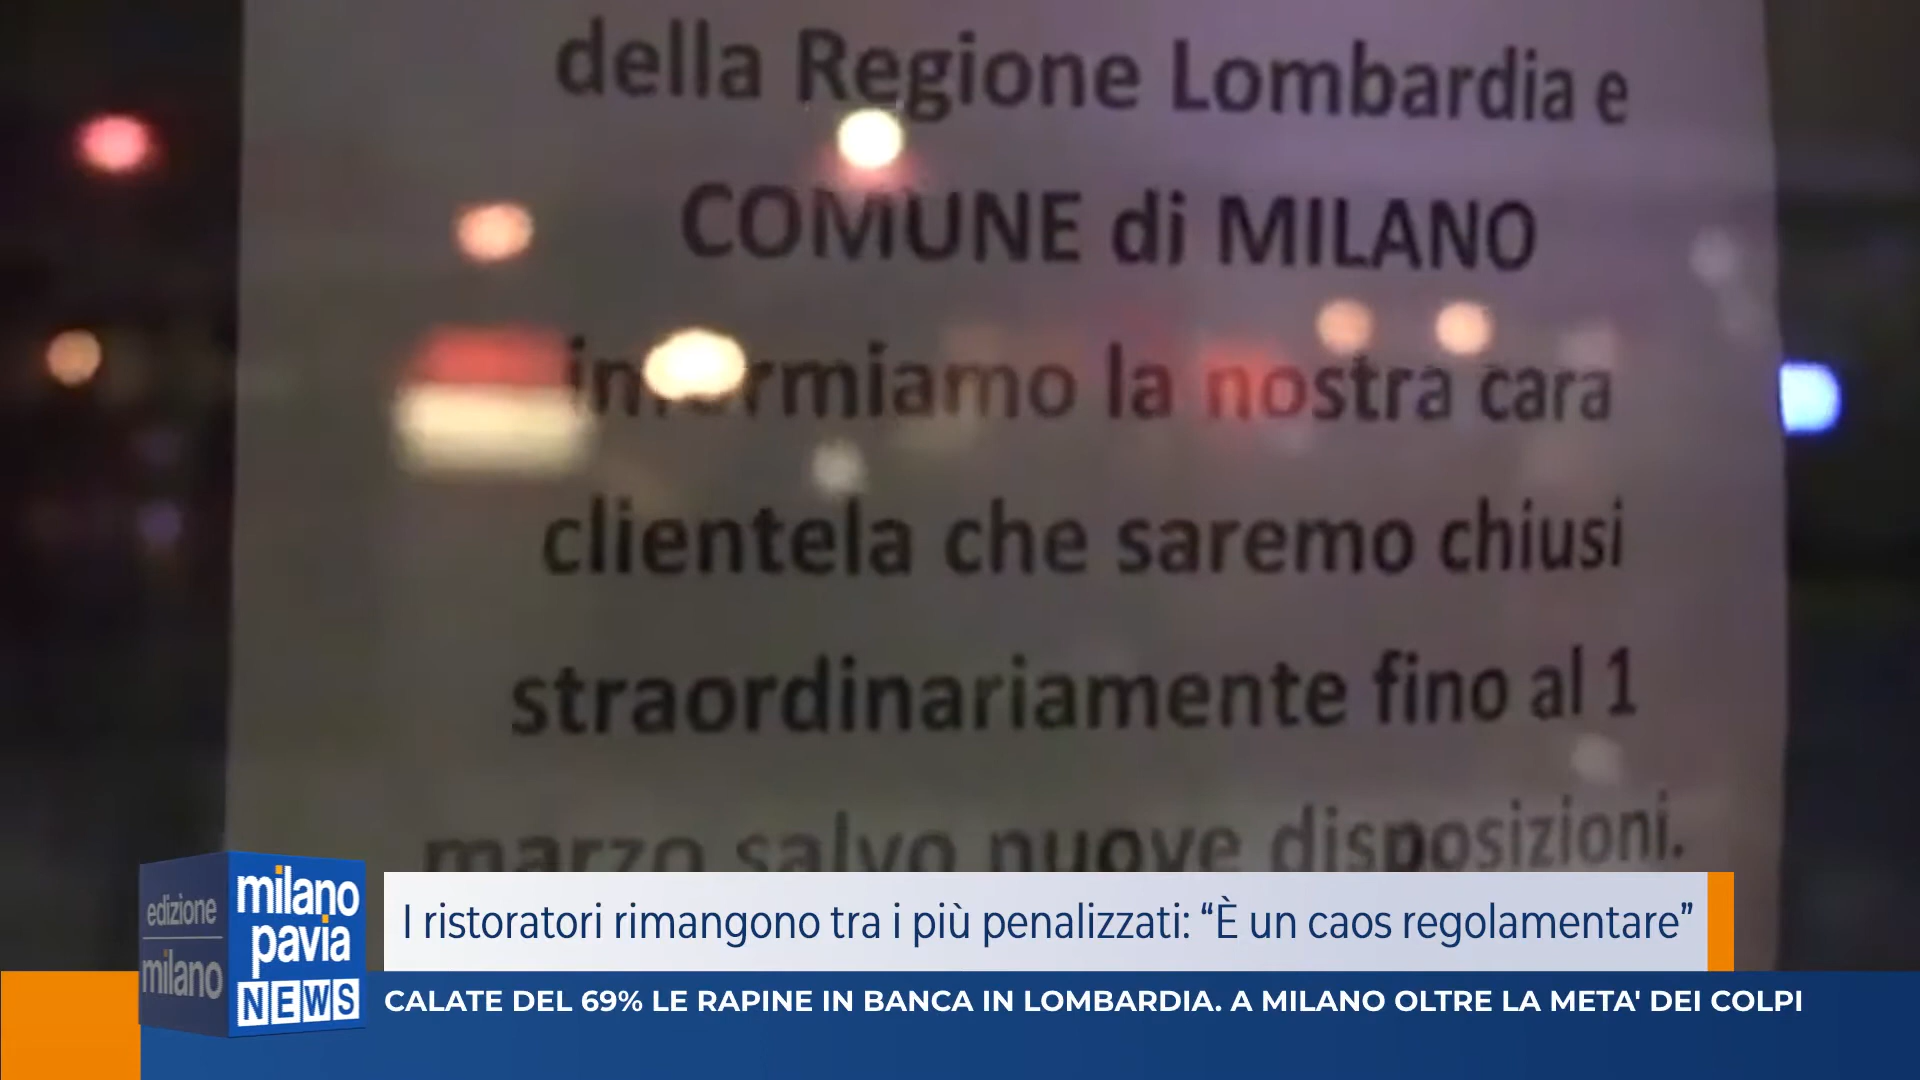 della Regione Lombardia e
COMUNE di MILANO
informiamo la nostra cara
clientela che saremo chiusi
straordinariamente fino al 1
marzo salvo nuove disposizioni.
edizione
milano
milano
pavia
NEWS
I ristoratori rimangono tra i più penalizzati: “È un caos regolamentare”
CALATE DEL 69% LE RAPINE IN BANCA IN LOMBARDIA. A MILANO OLTRE LA META' DEI COLPI